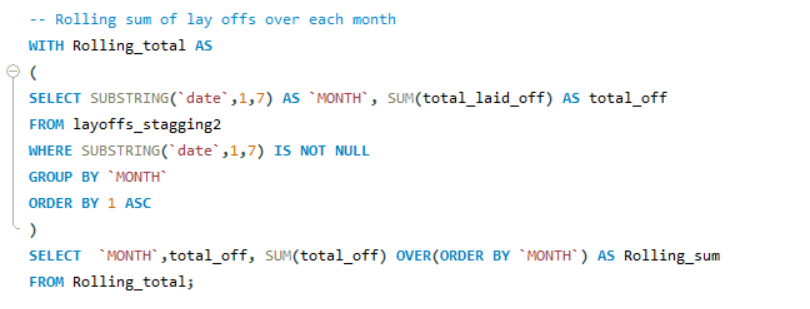 -- Rolling sum of lay offs over each month
WITH Rolling_total AS
(
SELECT SUBSTRING(`date`,1,7) AS `MONTH`, SUM(total_laid_off) AS total_off
FROM layoffs_stagging2
WHERE SUBSTRING(`date`,1,7) IS NOT NULL
GROUP BY `MONTH`
ORDER BY 1 ASC
)
SELECT  `MONTH`,total_off, SUM(total_off) OVER(ORDER BY `MONTH`) AS Rolling_sum
FROM Rolling_total;